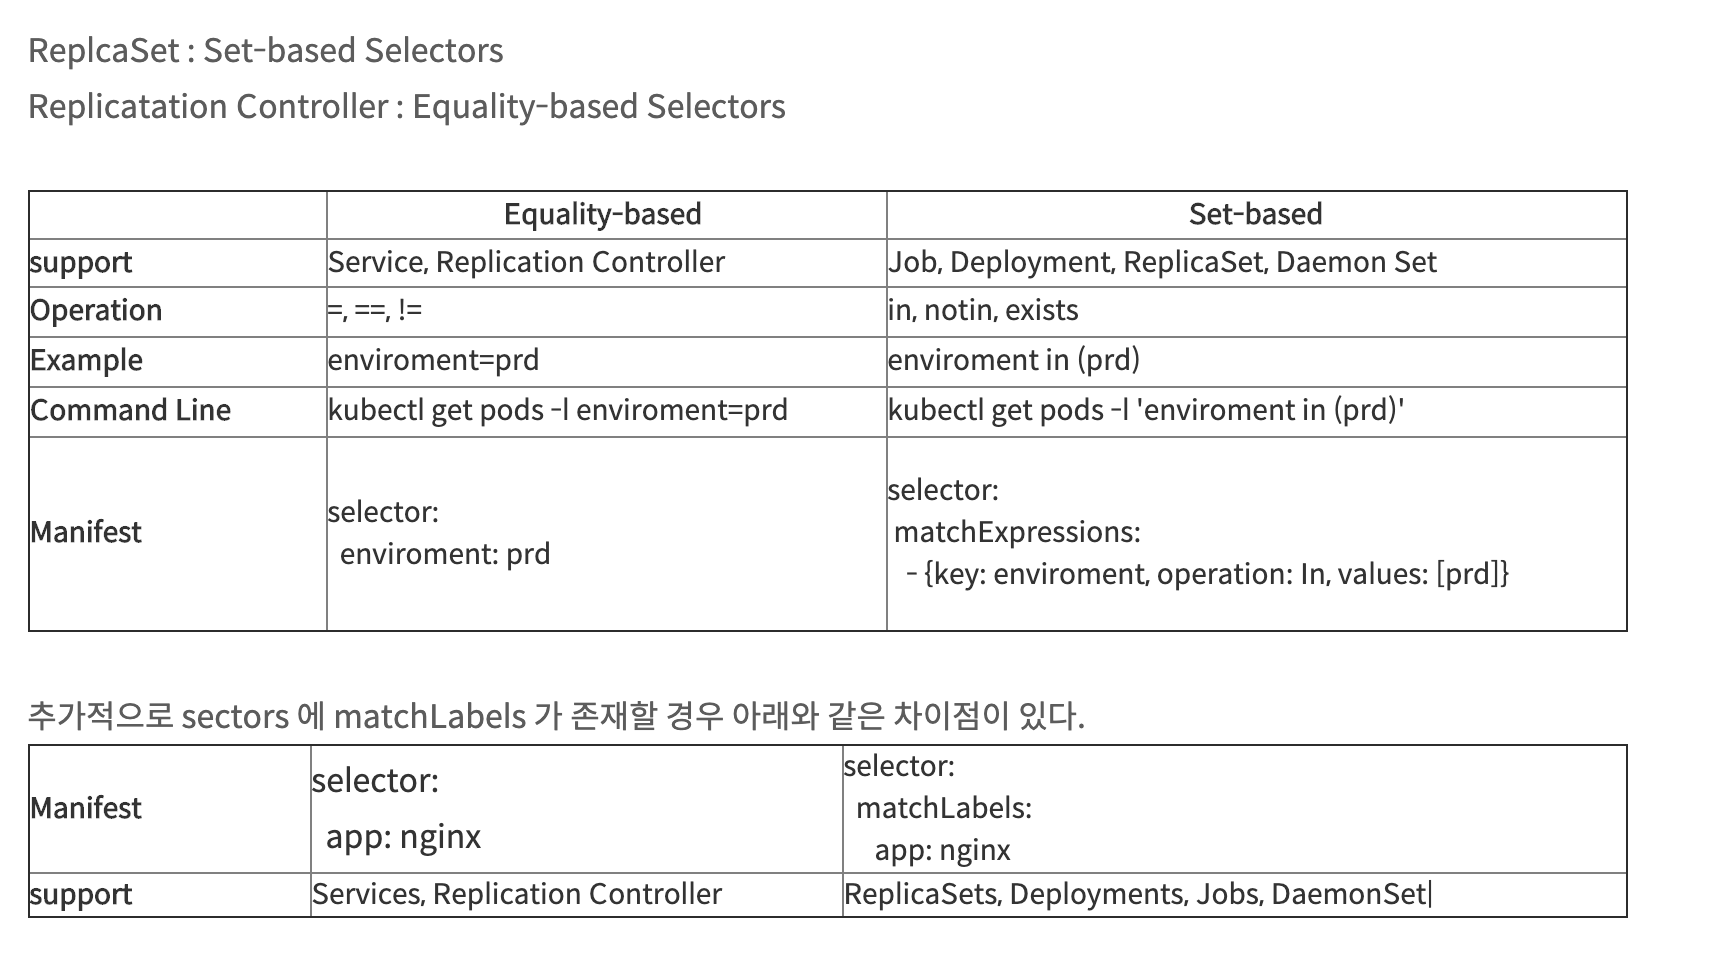 ReplcaSet : Set-based Selectors
Replicatation Controller : Equality-based Selectors
Equality-based Set-based
support Service, Replication Controller Job, Deployment, ReplicaSet, Daemon Set
Operation =, ==, != in, notin, exists
Example enviroment=prd enviroment in (prd)
Command Line kubectl get pods -l enviroment=prd kubectl get pods -l 'enviroment in (prd)'
Manifest
selector:
enviroment: prd
selector:
matchExpressions:
- {key: enviroment, operation: In, values: [prd]}
추가적으로 sectors 에 matchLabels 가 존재할 경우 아래와 같은 차이점이 있다.
Manifest
selector:
app: nginx
selector:
matchLabels:
app: nginx
support Services, Replication Controller ReplicaSets, Deployments, Jobs, DaemonSet